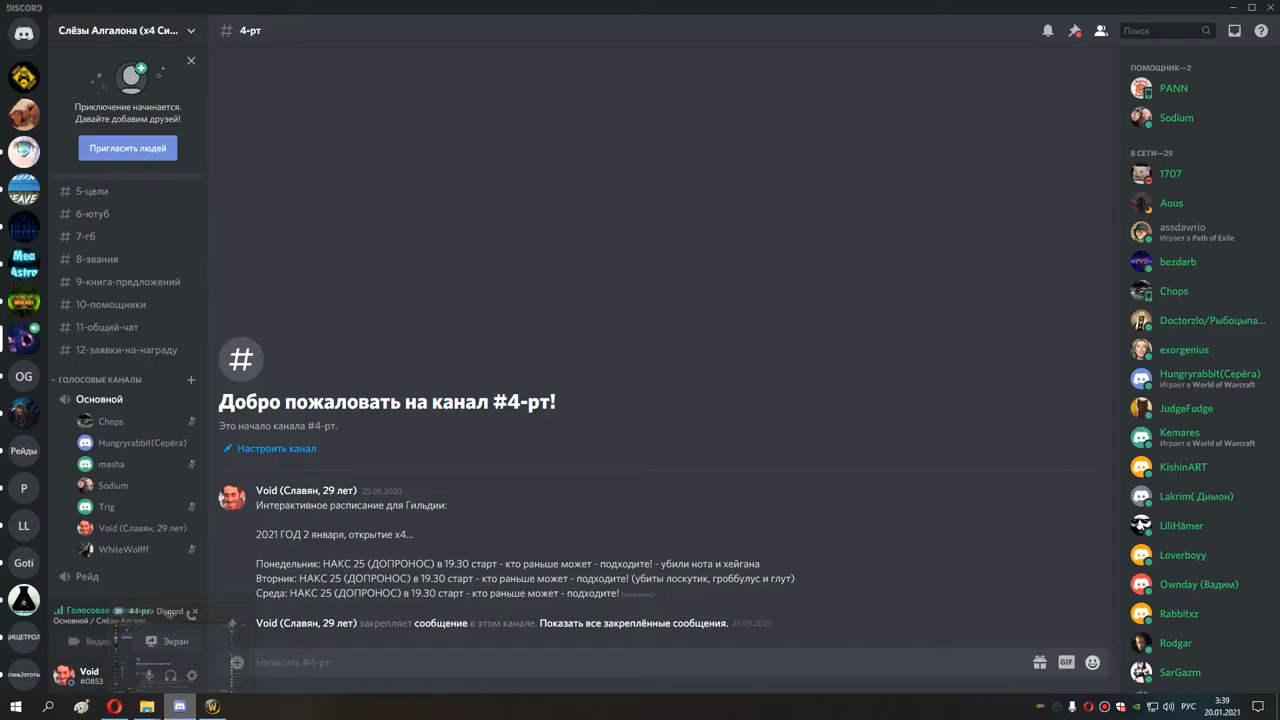 DISCORD
Слёзы Алгалона (x4 Си...
4-рт
Поиск
Приключение начинается.
Давайте добавим друзей!
Пригласить людей
5-цели
6-ютуб
7-гб
8-звания
9-книга-предложений
10-помощники
11-общий-чат
12-заявки-на-награду
ГОЛОСОВЫЕ КАНАЛЫ
Основной
Chops
Hungryrabbit(Серёга)
masha
Sodium
Trig
Void (Славян, 29 лет)
WhiteWolfff
Рейд
Голосовая
#4-рт - Discord
Основной / Слёзы Алгало...
Видео
Экран
Void
#0853
Mea
Astro
OG
Рейды
P
LL
Goti
Добро пожаловать на канал #4-рт!
Это начало канала #4-рт.
Настроить канал
Void (Славян, 29 лет) 25.05.2020
Интерактивное расписание для Гильдии:
2021 ГОД 2 января, открытие х4...
Понедельник: НАКС 25 (ДОПРОНОС) в 19.30 старт - кто раньше может - подходите! - убили нота и хейгана
Вторник: НАКС 25 (ДОПРОНОС) в 19.30 старт - кто раньше может - подходите! (убиты лоскутик, гроббулус и глут)
Среда: НАКС 25 (ДОПРОНОС) в 19.30 старт - кто раньше может - подходите! (изменено)
Void (Славян, 29 лет) закрепляет сообщение в этом канале. Показать все закреплённые сообщения. 25.05.2020
Написать #4-рт
GIF
ПОМОЩНИК—2
PANN
Sodium
В СЕТИ—29
1707
Aous
assdawrio
Играет в Path of Exile
bezdarb
Chops
Doctorzlo/Рыбоцыпа...
exorgenius
Hungryrabbit(Серёга)
Играет в World of Warcraft
JudgeFudge
Kemares
Играет в World of Warcraft
KishinART
Lakrim( Димон)
LiliHämer
Loverboyy
Ownday (Вадим)
Rabbitxz
Rodgar
SarGazm
РУС
3:39
20.01.2021